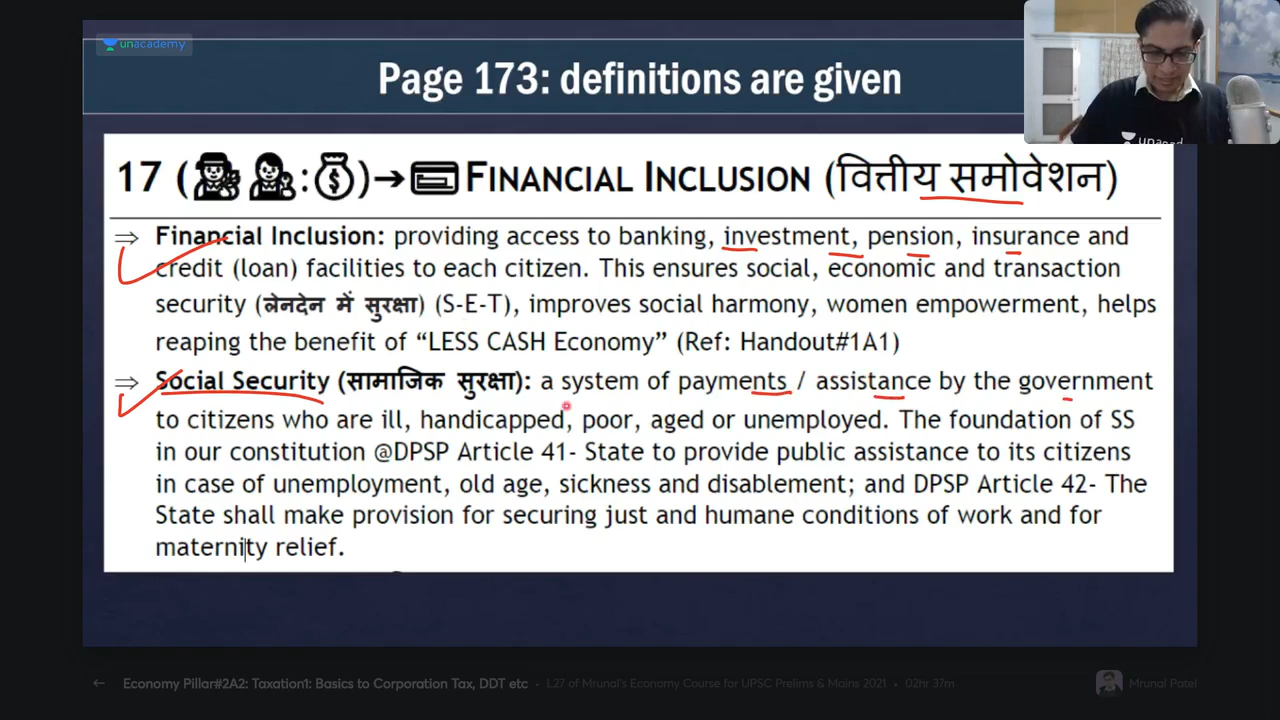 unacademy
Page 173: definitions are given
17 ( : )→ FINANCIAL INCLUSION (वित्तीय समोवेशन)
⇒ Financial Inclusion: providing access to banking, investment, pension, insurance and
credit (loan) facilities to each citizen. This ensures social, economic and transaction
security (लेनदेन में सुरक्षा) (S-E-T), improves social harmony, women empowerment, helps
reaping the benefit of “LESS CASH Economy” (Ref: Handout#1A1)
⇒ Social Security (सामाजिक सुरक्षा): a system of payments / assistance by the government
to citizens who are ill, handicapped, poor, aged or unemployed. The foundation of SS
in our constitution @DPSP Article 41- State to provide public assistance to its citizens
in case of unemployment, old age, sickness and disablement; and DPSP Article 42- The
State shall make provision for securing just and humane conditions of work and for
maternity relief.
← Economy Pillar#2A2: Taxation1: Basics to Corporation Tax, DDT etc • L27 of Mrunal's Economy Course for UPSC Prelims & Mains 2021 • 02hr 37m
Mrunal Patel